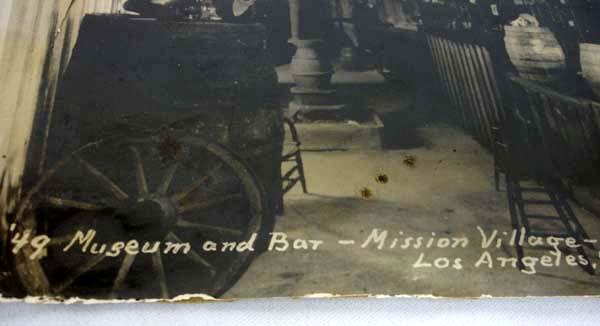 '49 Museum and Bar - Mission Village -
Los Angeles,